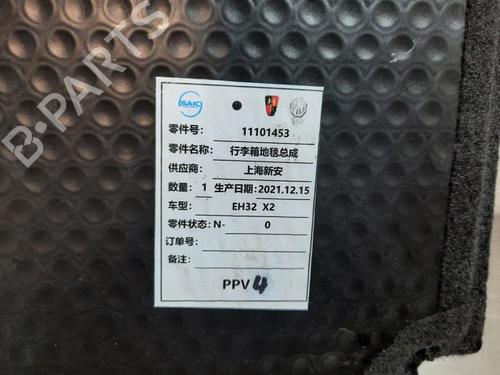 B-PARTS
SAIC
零件号: 11101453
零件名称: 行李箱地毯总成
供应商: 上海新安
数量: 1 生产日期: 2021.12.15
车型: EH32 X2
零件状态: N- 0
订单号:
备注:
PPV 4